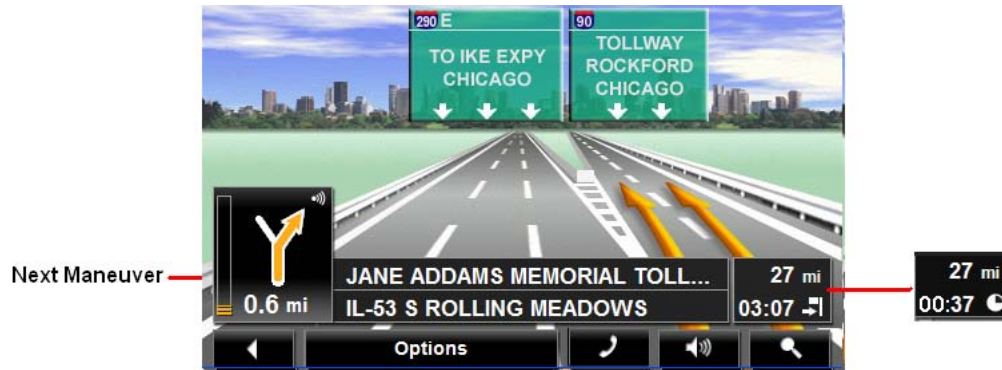 290 E
TO IKE EXPY
CHICAGO
90
TOLLWAY
ROCKFORD
CHICAGO
Next Maneuver
0.6 mi
JANE ADDAMS MEMORIAL TOLL...
IL-53 S ROLLING MEADOWS
27 mi
03:07
27 mi
00:37
Options